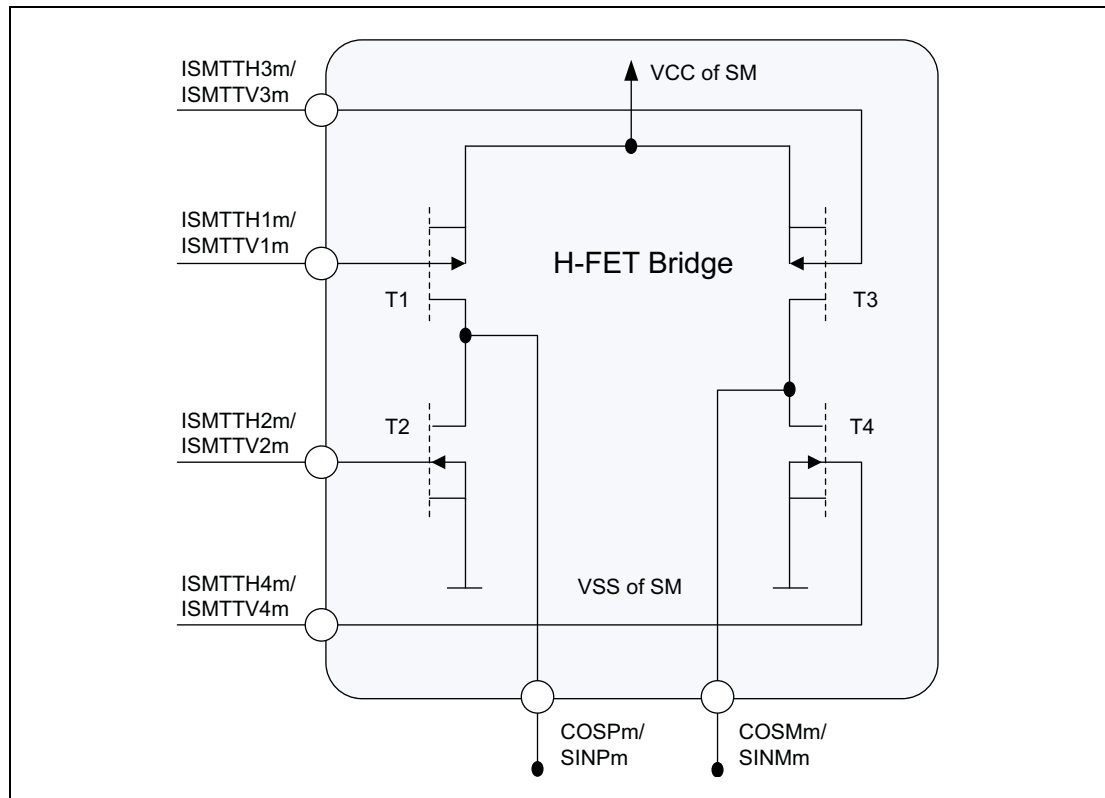 ISMTTH3m/
ISMTTV3m
VCC of SM
ISMTTH1m/
ISMTTV1m
H-FET Bridge
T1
T3
ISMTTH2m/
ISMTTV2m
T2
T4
ISMTTH4m/
ISMTTV4m
VSS of SM
COSPm/
SINPm
COSMm/
SINMm